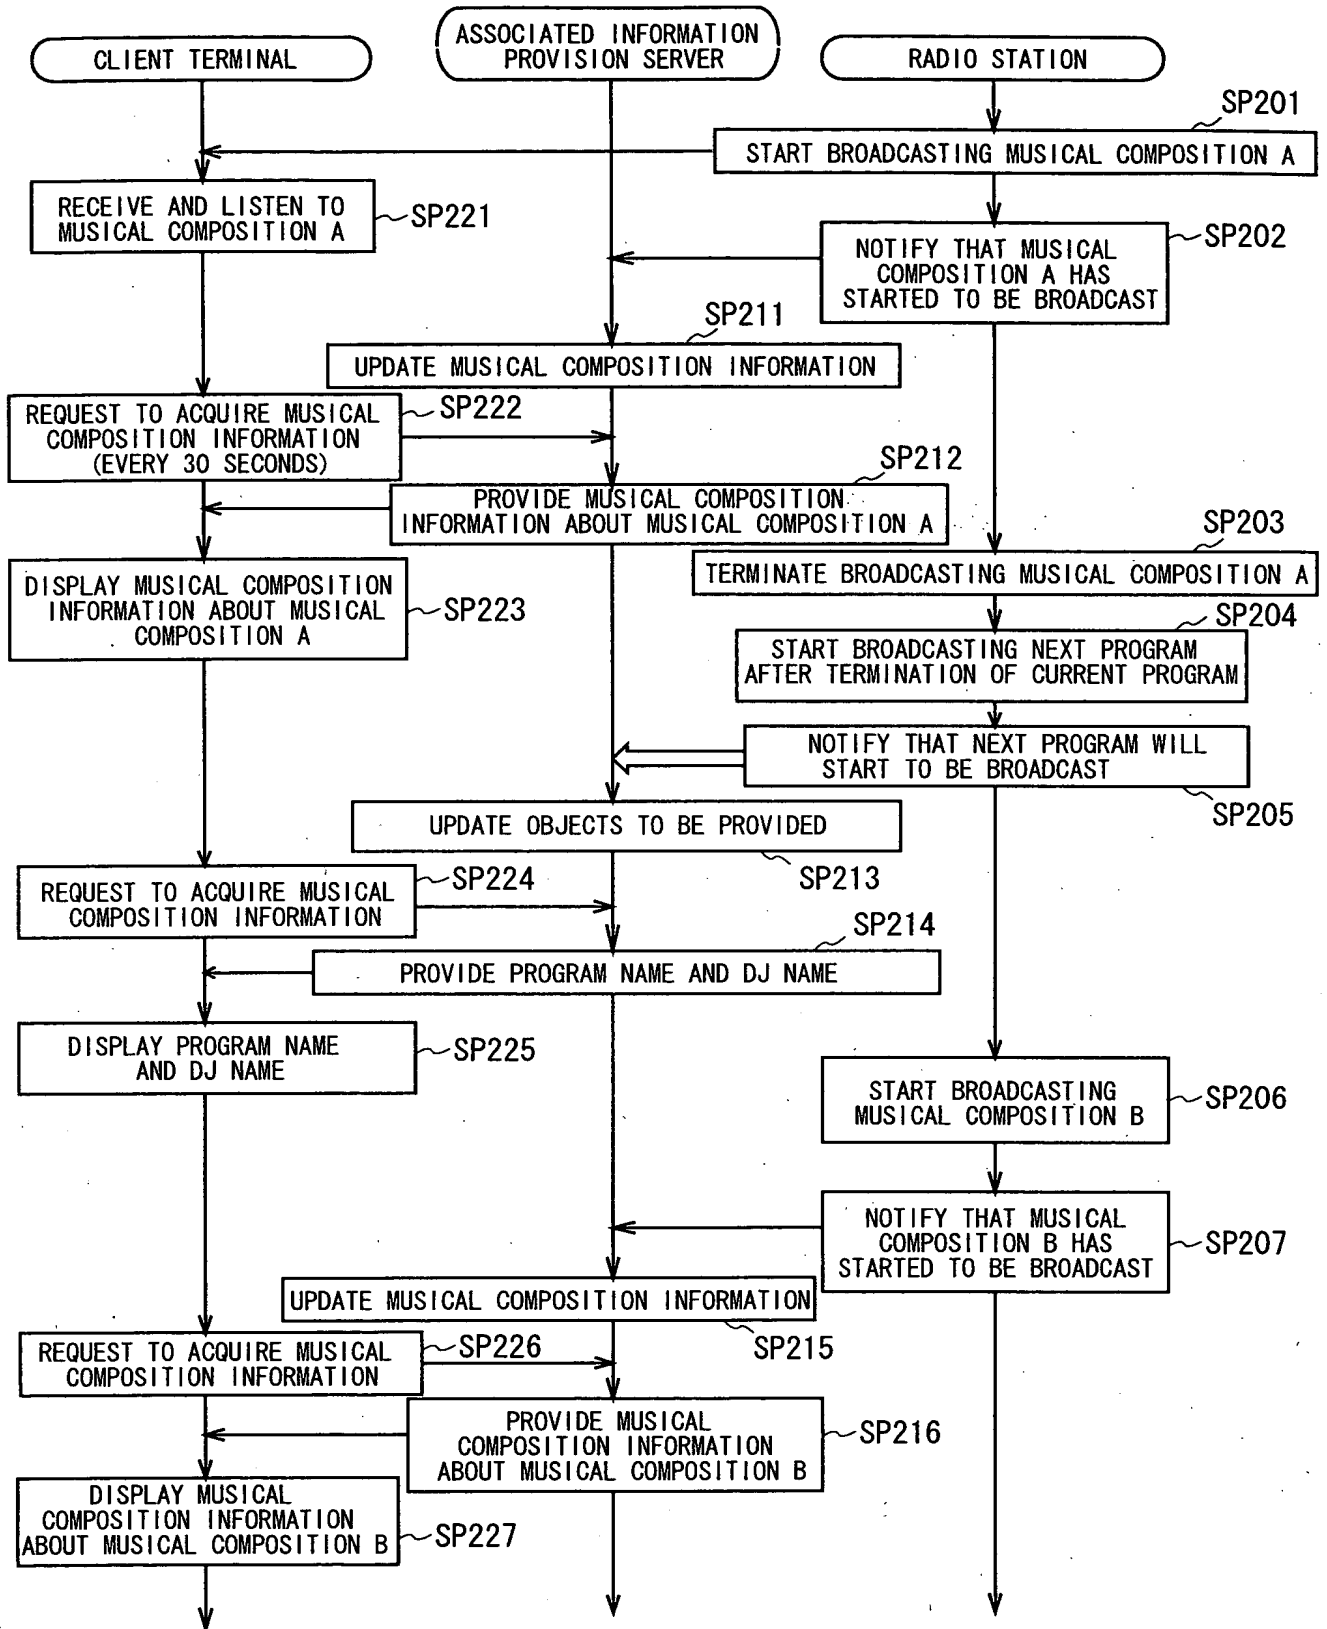 CLIENT TERMINAL
ASSOCIATED INFORMATION
PROVISION SERVER
RADIO STATION
SP201
START BROADCASTING MUSICAL COMPOSITION A
RECEIVE AND LISTEN TO
MUSICAL COMPOSITION A
SP221
SP202
NOTIFY THAT MUSICAL
COMPOSITION A HAS
STARTED TO BE BROADCAST
SP211
UPDATE MUSICAL COMPOSITION INFORMATION
REQUEST TO ACQUIRE MUSICAL
COMPOSITION INFORMATION
(EVERY 30 SECONDS)
SP222
SP212
PROVIDE MUSICAL COMPOSITION
INFORMATION ABOUT MUSICAL COMPOSITION A
SP203
TERMINATE BROADCASTING MUSICAL COMPOSITION A
DISPLAY MUSICAL COMPOSITION
INFORMATION ABOUT MUSICAL
COMPOSITION A
SP223
SP204
START BROADCASTING NEXT PROGRAM
AFTER TERMINATION OF CURRENT PROGRAM
NOTIFY THAT NEXT PROGRAM WILL
START TO BE BROADCAST
SP205
UPDATE OBJECTS TO BE PROVIDED
SP213
REQUEST TO ACQUIRE MUSICAL
COMPOSITION INFORMATION
SP224
SP214
PROVIDE PROGRAM NAME AND DJ NAME
DISPLAY PROGRAM NAME
AND DJ NAME
SP225
START BROADCASTING
MUSICAL COMPOSITION B
SP206
NOTIFY THAT MUSICAL
COMPOSITION B HAS
STARTED TO BE BROADCAST
SP207
UPDATE MUSICAL COMPOSITION INFORMATION
SP215
REQUEST TO ACQUIRE MUSICAL
COMPOSITION INFORMATION
SP226
PROVIDE MUSICAL
COMPOSITION INFORMATION
ABOUT MUSICAL COMPOSITION B
SP216
DISPLAY MUSICAL
COMPOSITION INFORMATION
ABOUT MUSICAL COMPOSITION B
SP227